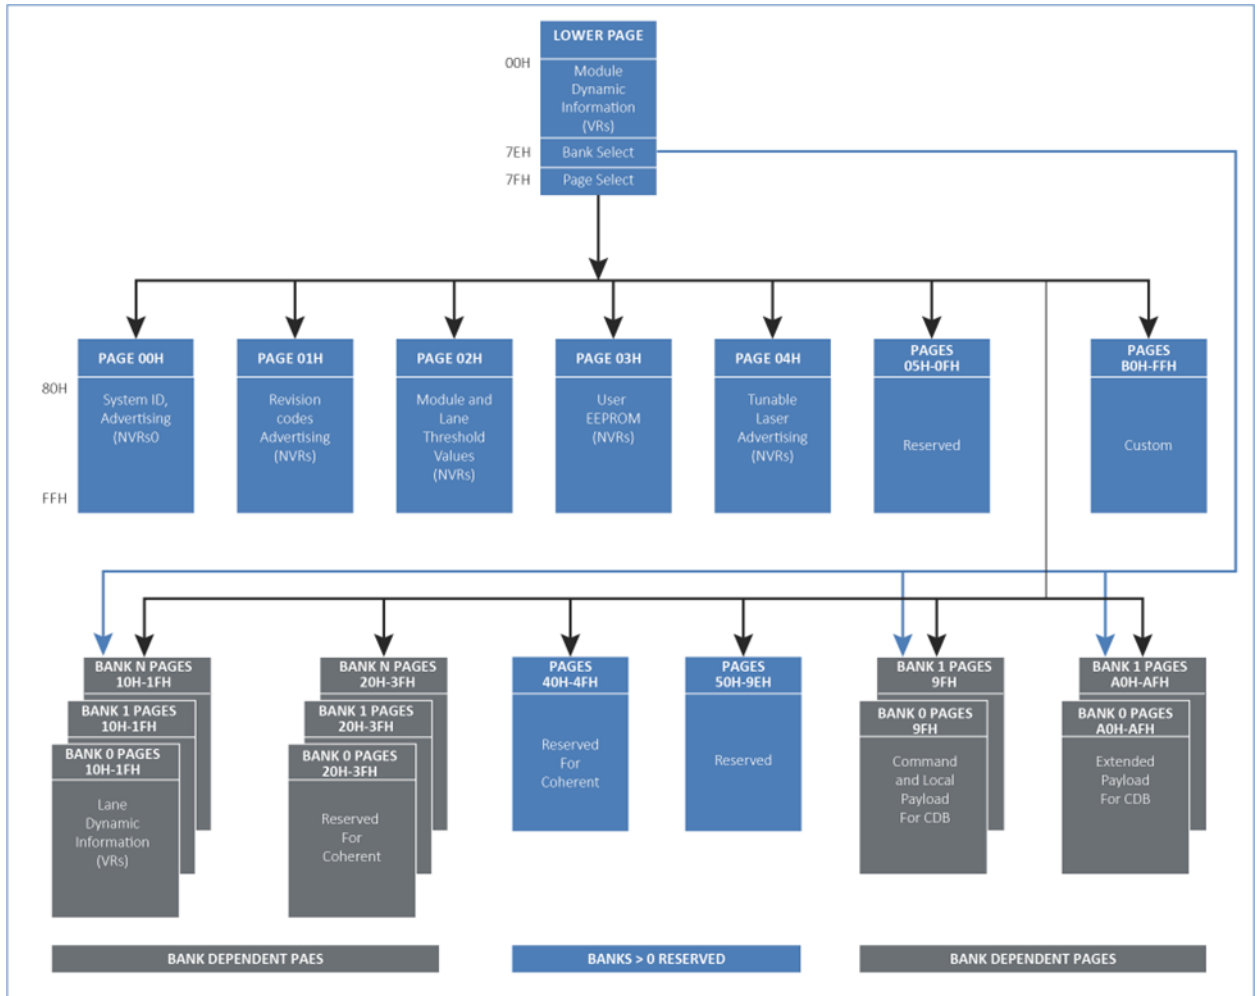 LOWER PAGE
00H
Module
Dynamic
Information
(VRs)
7EH
Bank Select
7FH
Page Select
PAGE 00H
80H
System ID,
Advertising
(NVRs0
FFH
PAGE 01H
Revision
codes
Advertising
(NVRs)
PAGE 02H
Module and
Lane
Threshold
Values
(NVRs)
PAGE 03H
User
EEPROM
(NVRs)
PAGE 04H
Tunable
Laser
Advertising
(NVRs)
PAGES
05H-0FH
Reserved
PAGES
B0H-FFH
Custom
BANK N PAGES
10H-1FH
BANK 1 PAGES
10H-1FH
BANK 0 PAGES
10H-1FH
Lane
Dynamic
Information
(VRs)
BANK N PAGES
20H-3FH
BANK 1 PAGES
20H-3FH
BANK 0 PAGES
20H-3FH
Reserved
For
Coherent
PAGES
40H-4FH
Reserved
For
Coherent
PAGES
50H-9EH
Reserved
BANK 1 PAGES
9FH
BANK 0 PAGES
9FH
Command
and Local
Payload
For CDB
BANK 1 PAGES
A0H-AFH
BANK 0 PAGES
A0H-AFH
Extended
Payload
For CDB
BANK DEPENDENT PAES
BANKS > 0 RESERVED
BANK DEPENDENT PAGES